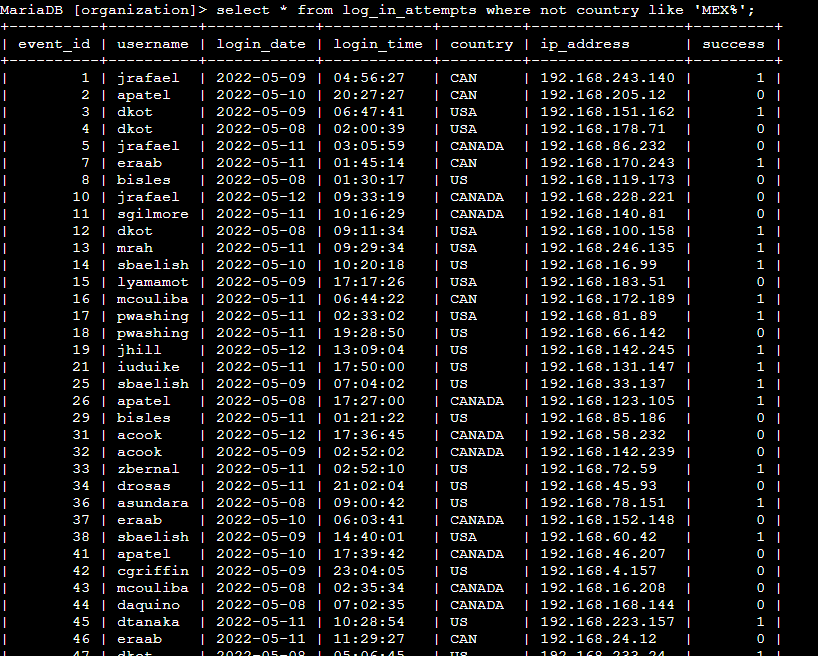 MariaDB [organization]> select * from log_in_attempts where not country like 'MEX%';
+----------+----------+------------+------------+---------+-----------------+---------+
| event_id | username | login_date | login_time | country | ip_address      | success |
+----------+----------+------------+------------+---------+-----------------+---------+
|        1 | jrafael  | 2022-05-09 | 04:56:27   | CAN     | 192.168.243.140 |       1 |
|        2 | apatel   | 2022-05-10 | 20:27:27   | CAN     | 192.168.205.12  |       0 |
|        3 | dkot     | 2022-05-09 | 06:47:41   | USA     | 192.168.151.162 |       1 |
|        4 | dkot     | 2022-05-08 | 02:00:39   | USA     | 192.168.178.71  |       0 |
|        5 | jrafael  | 2022-05-11 | 03:05:59   | CANADA  | 192.168.86.232  |       0 |
|        7 | eraab    | 2022-05-11 | 01:45:14   | CAN     | 192.168.170.243 |       1 |
|        8 | bisles   | 2022-05-08 | 01:30:17   | US      | 192.168.119.173 |       0 |
|       10 | jrafael  | 2022-05-12 | 09:33:19   | CANADA  | 192.168.228.221 |       0 |
|       11 | sgilmore | 2022-05-11 | 10:16:29   | CANADA  | 192.168.140.81  |       0 |
|       12 | dkot     | 2022-05-08 | 09:11:34   | USA     | 192.168.100.158 |       1 |
|       13 | mrah     | 2022-05-11 | 09:29:34   | USA     | 192.168.246.135 |       1 |
|       14 | sbaelish | 2022-05-10 | 10:20:18   | US      | 192.168.16.99   |       1 |
|       15 | lyamamot | 2022-05-09 | 17:17:26   | USA     | 192.168.183.51  |       0 |
|       16 | mcouliba | 2022-05-11 | 06:44:22   | CAN     | 192.168.172.189 |       1 |
|       17 | pwashing | 2022-05-11 | 02:33:02   | USA     | 192.168.81.89   |       1 |
|       18 | pwashing | 2022-05-11 | 19:28:50   | US      | 192.168.66.142  |       0 |
|       19 | jhill    | 2022-05-12 | 13:09:04   | US      | 192.168.142.245 |       1 |
|       21 | iuduike  | 2022-05-11 | 17:50:00   | US      | 192.168.131.147 |       1 |
|       25 | sbaelish | 2022-05-09 | 07:04:02   | US      | 192.168.33.137  |       1 |
|       26 | apatel   | 2022-05-08 | 17:27:00   | CANADA  | 192.168.123.105 |       1 |
|       29 | bisles   | 2022-05-11 | 01:21:22   | US      | 192.168.85.186  |       0 |
|       31 | acook    | 2022-05-12 | 17:36:45   | CANADA  | 192.168.58.232  |       0 |
|       32 | acook    | 2022-05-09 | 02:52:02   | CANADA  | 192.168.142.239 |       0 |
|       33 | zbernal  | 2022-05-11 | 02:52:10   | US      | 192.168.72.59   |       1 |
|       34 | drosas   | 2022-05-11 | 21:02:04   | US      | 192.168.45.93   |       0 |
|       36 | asundara | 2022-05-08 | 09:00:42   | US      | 192.168.78.151  |       1 |
|       37 | eraab    | 2022-05-10 | 06:03:41   | CANADA  | 192.168.152.148 |       0 |
|       38 | sbaelish | 2022-05-09 | 14:40:01   | USA     | 192.168.60.42   |       1 |
|       41 | apatel   | 2022-05-10 | 17:39:42   | CANADA  | 192.168.46.207  |       0 |
|       42 | cgriffin | 2022-05-09 | 23:04:05   | US      | 192.168.4.157   |       0 |
|       43 | mcouliba | 2022-05-08 | 02:35:34   | CANADA  | 192.168.16.208  |       0 |
|       44 | daquino  | 2022-05-08 | 07:02:35   | CANADA  | 192.168.168.144 |       0 |
|       45 | dtanaka  | 2022-05-11 | 10:28:54   | US      | 192.168.223.157 |       1 |
|       46 | eraab    | 2022-05-11 | 11:29:27   | CAN     | 192.168.24.12   |       0 |
|       47 | dkot     | 2022-05-08 | 05:06:45   | US      | 192.168.233.24  |       1 |